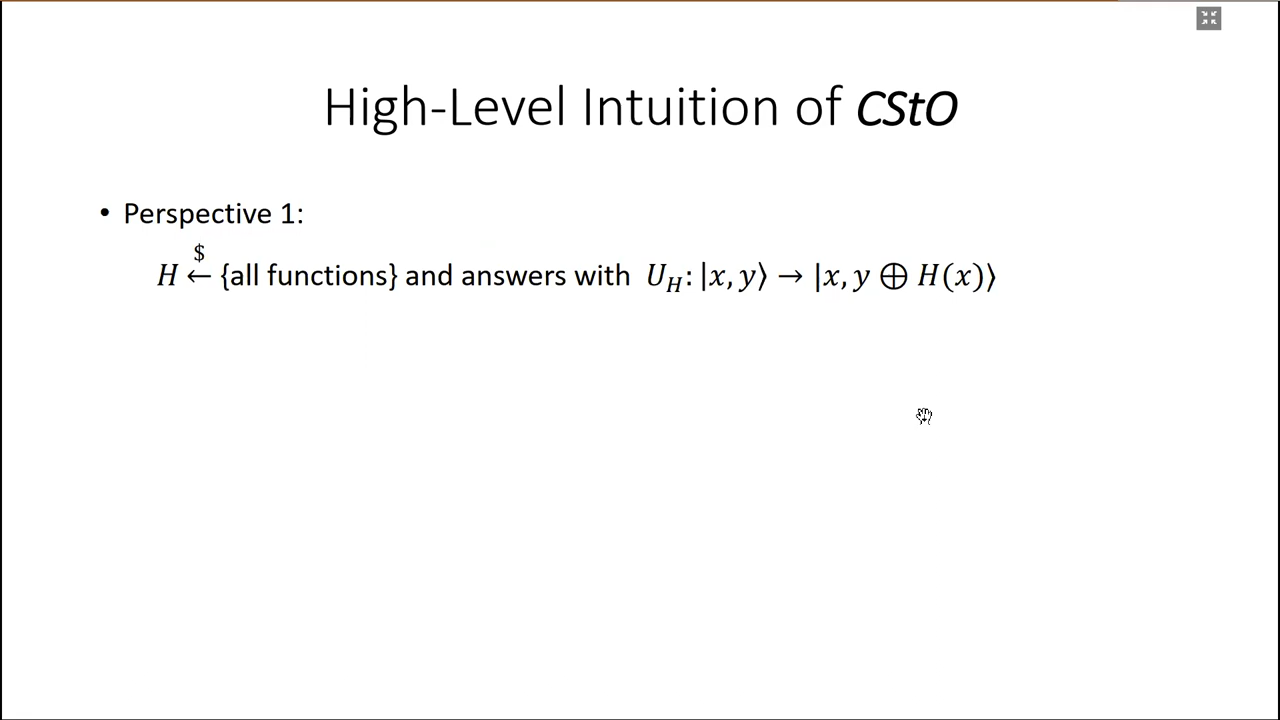 High-Level Intuition of CStO
• Perspective 1:
$
H ← {all functions} and answers with U_H: |x, y⟩ → |x, y ⊕ H(x)⟩